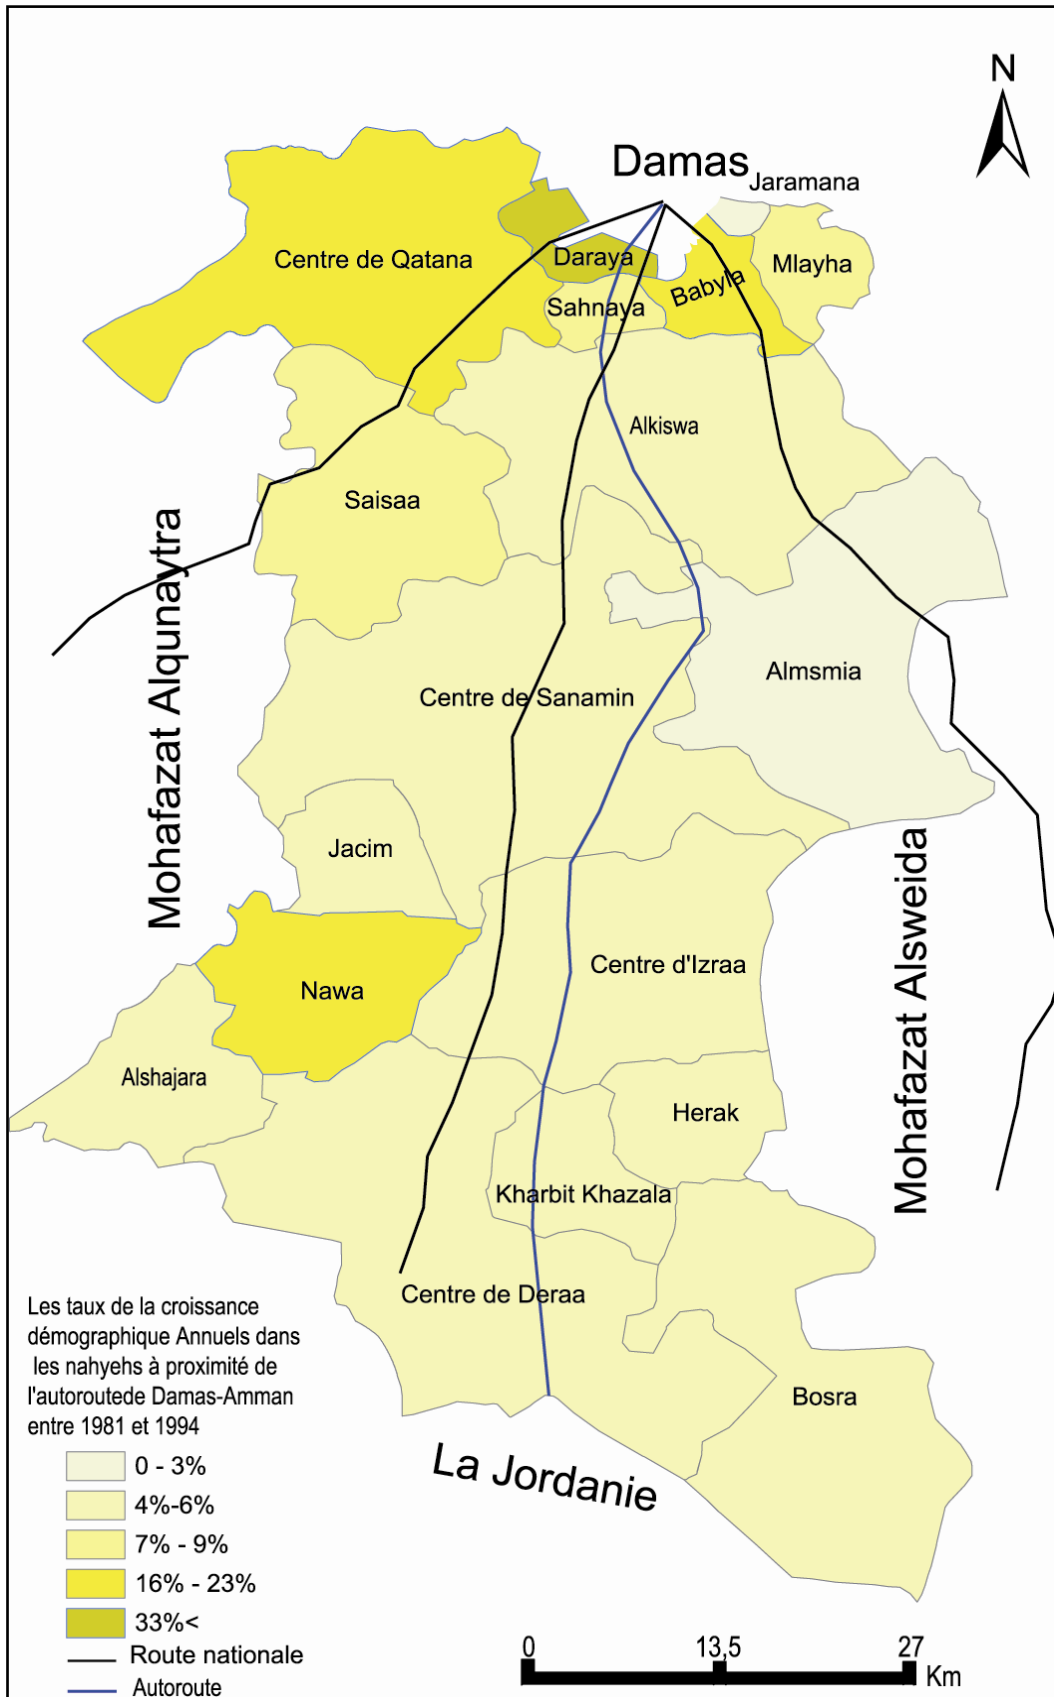 N
Damas
Jaramana
Centre de Qatana
Daraya
Mlayha
Babyla
Sahnaya
Alkiswa
Saisaa
Mohafazat Alqunaytra
Almsmia
Centre de Sanamin
Jacim
Mohafazat Alsweida
Centre d'Izraa
Nawa
Alshajara
Herak
Kharbit Khazala
Centre de Deraa
Bosra
La Jordanie
Les taux de la croissance
démographique Annuels dans
les nahyehs à proximité de
l'autoroutede Damas-Amman
entre 1981 et 1994
0 - 3%
4%-6%
7% - 9%
16% - 23%
33%<
Route nationale
Autoroute
0 13,5 27
Km